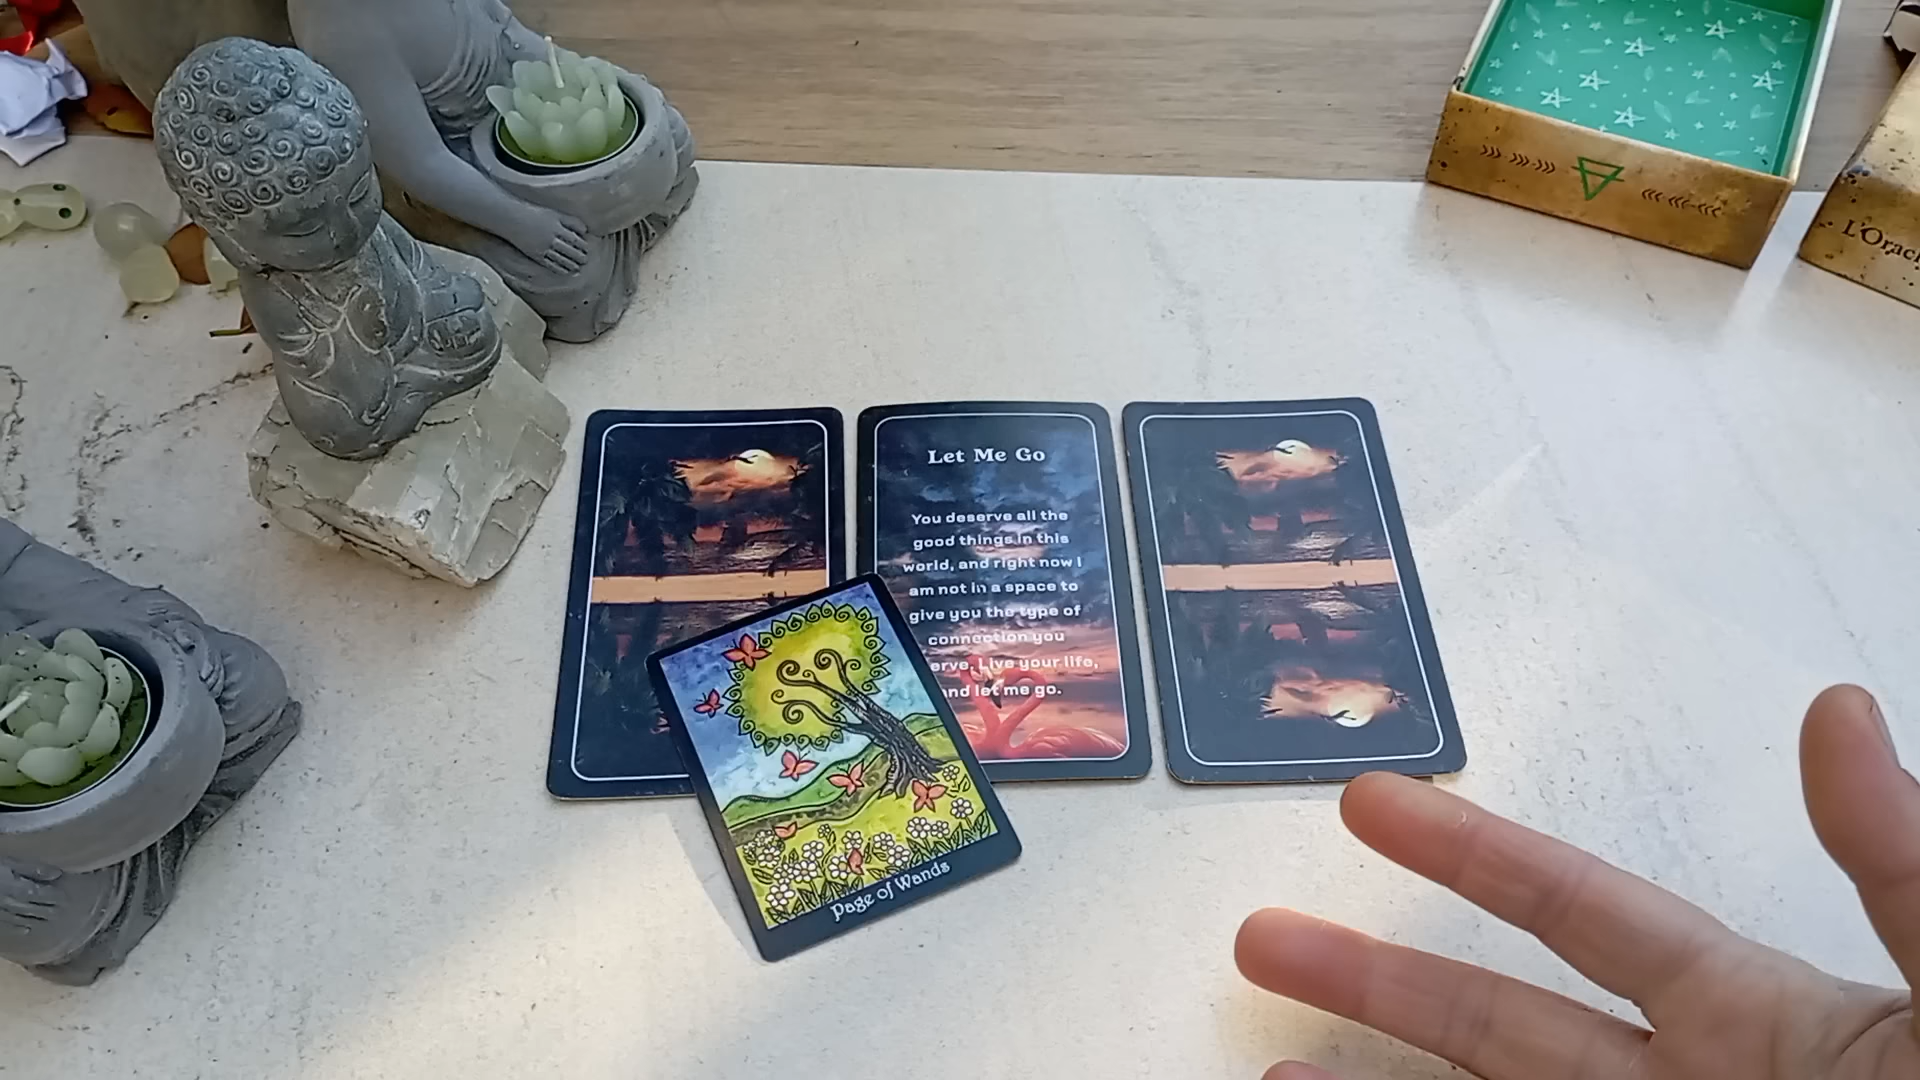 Let Me Go
You deserve all the
good things in this
world, and right now I
am not in a space to
give you the type of
connection you
erve. Live your life,
and let me go.
Page of Wands
L'Orac